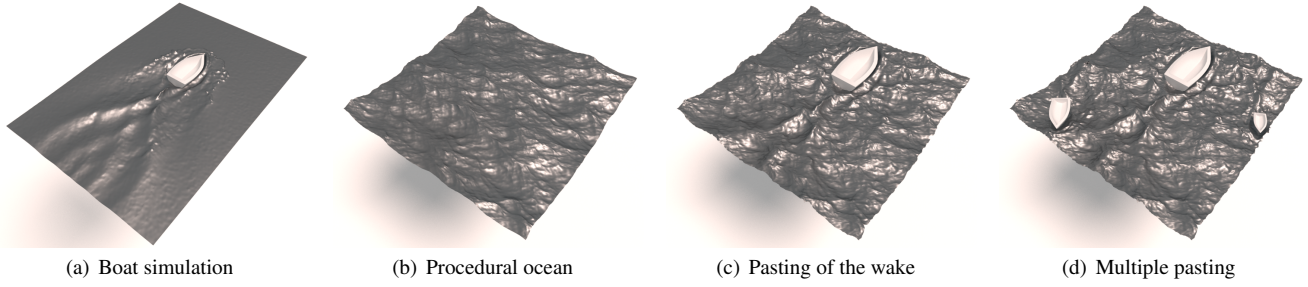 (a) Boat simulation
(b) Procedural ocean
(c) Pasting of the wake
(d) Multiple pasting